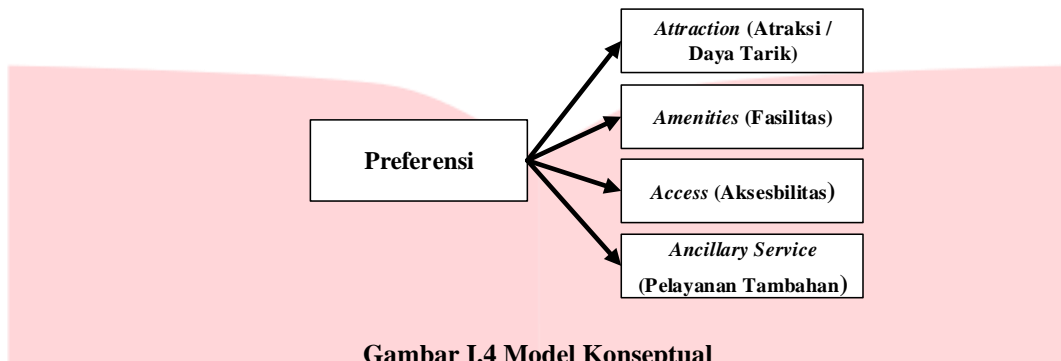 Attraction (Atraksi /
Daya Tarik)
Amenities (Fasilitas)
Preferensi
Access (Aksesbilitas)
Ancillary Service
(Pelayanan Tambahan)
Gambar I.4 Model Konseptual